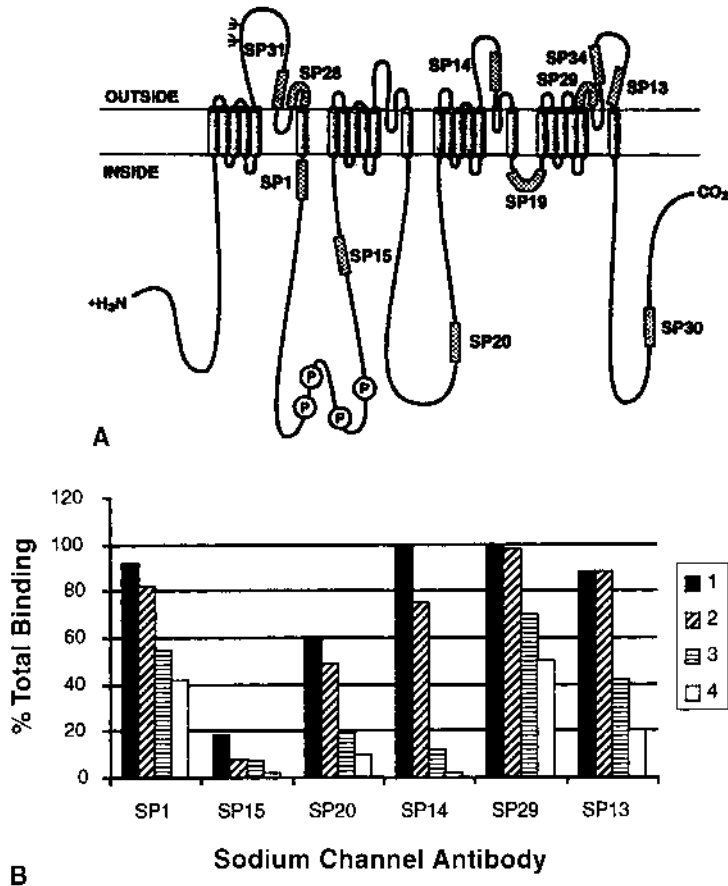 SP31
SP28
SP14
SP34
SP29
SP13
OUTSIDE
INSIDE
SP1
SP19
SP15
+H₃N
CO₂
SP20
SP30
P
P
P
P
A
120
100
80
60
40
20
0
% Total Binding
1
2
3
4
SP1 SP15 SP20 SP14 SP29 SP13
Sodium Channel Antibody
B